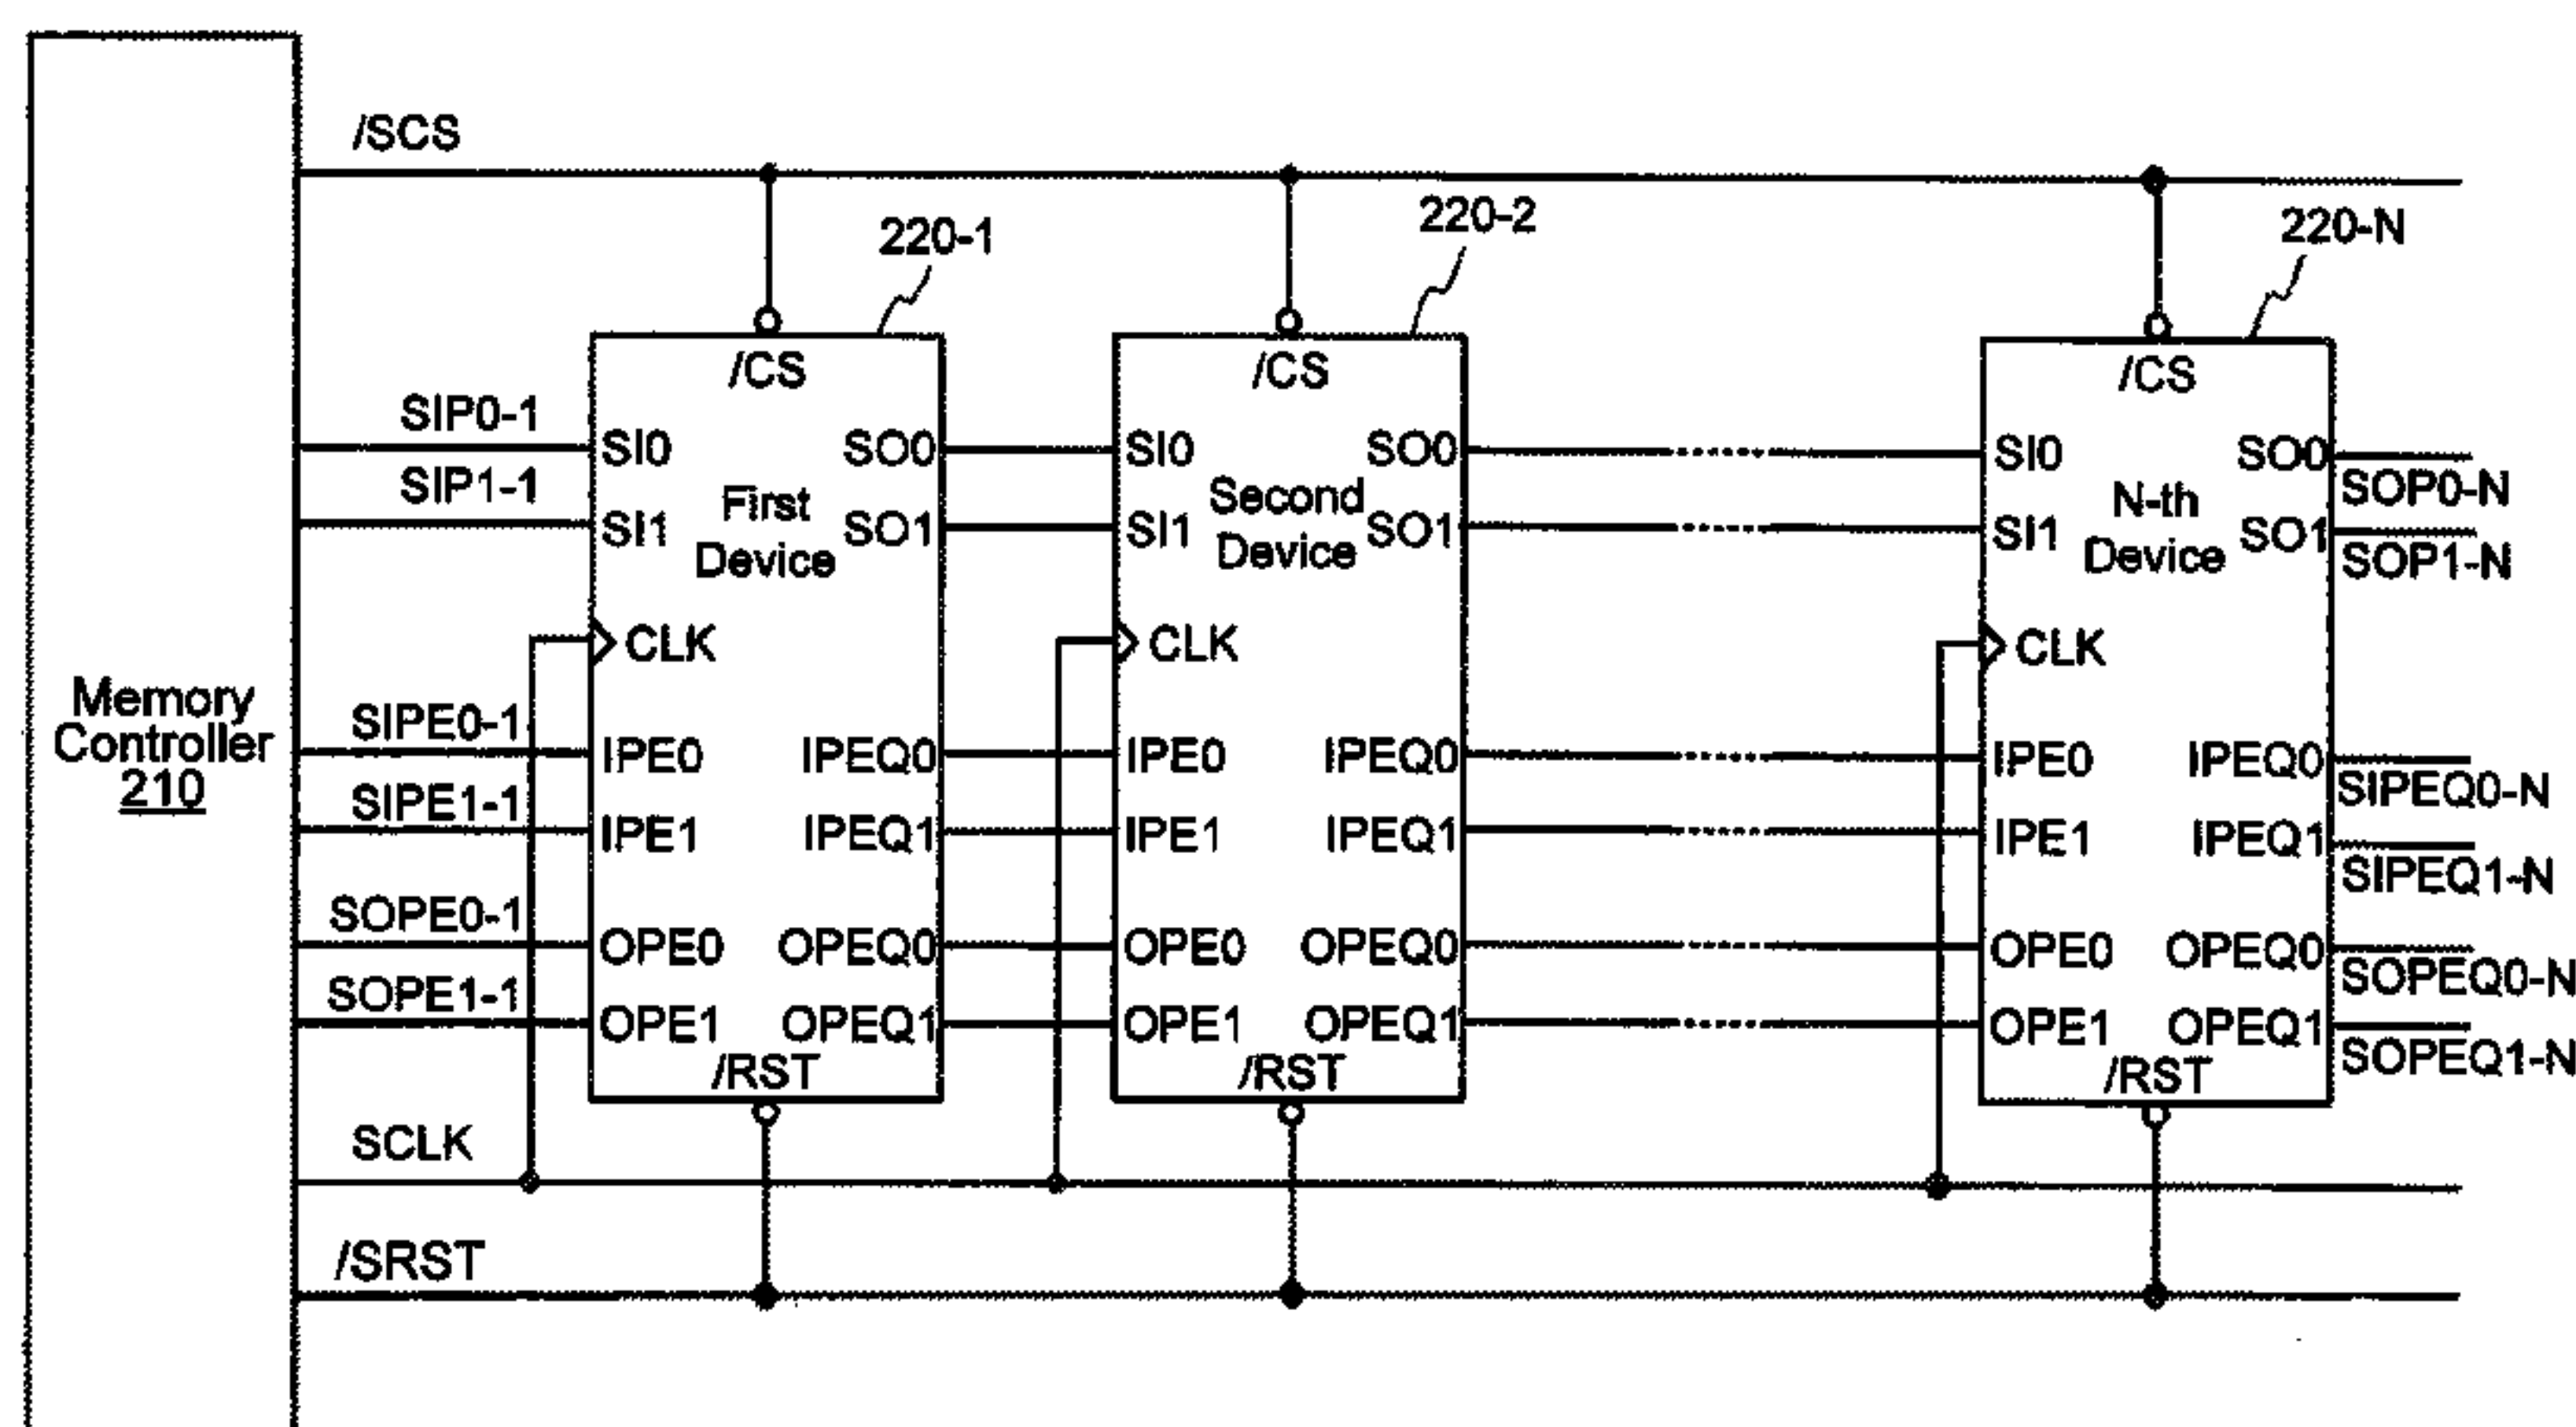 /SCS
220-1
220-2
220-N
/CS
/CS
/CS
SIP0-1
SI0
SO0
SI0
SO0
SI0
SO0
SOP0-N
SIP1-1
SI1
First
Device
SO1
SI1
Second
Device
SO1
SI1
N-th
Device
SO1
SOP1-N
CLK
CLK
CLK
Memory
Controller
210
SIPE0-1
IPE0
IPEQ0
IPE0
IPEQ0
IPE0
IPEQ0
SIPEQ0-N
SIPE1-1
IPE1
IPEQ1
IPE1
IPEQ1
IPE1
IPEQ1
SIPEQ1-N
SOPE0-1
OPE0
OPEQ0
OPE0
OPEQ0
OPE0
OPEQ0
SOPEQ0-N
SOPE1-1
OPE1
OPEQ1
OPE1
OPEQ1
OPE1
OPEQ1
SOPEQ1-N
/RST
/RST
/RST
SCLK
/SRST